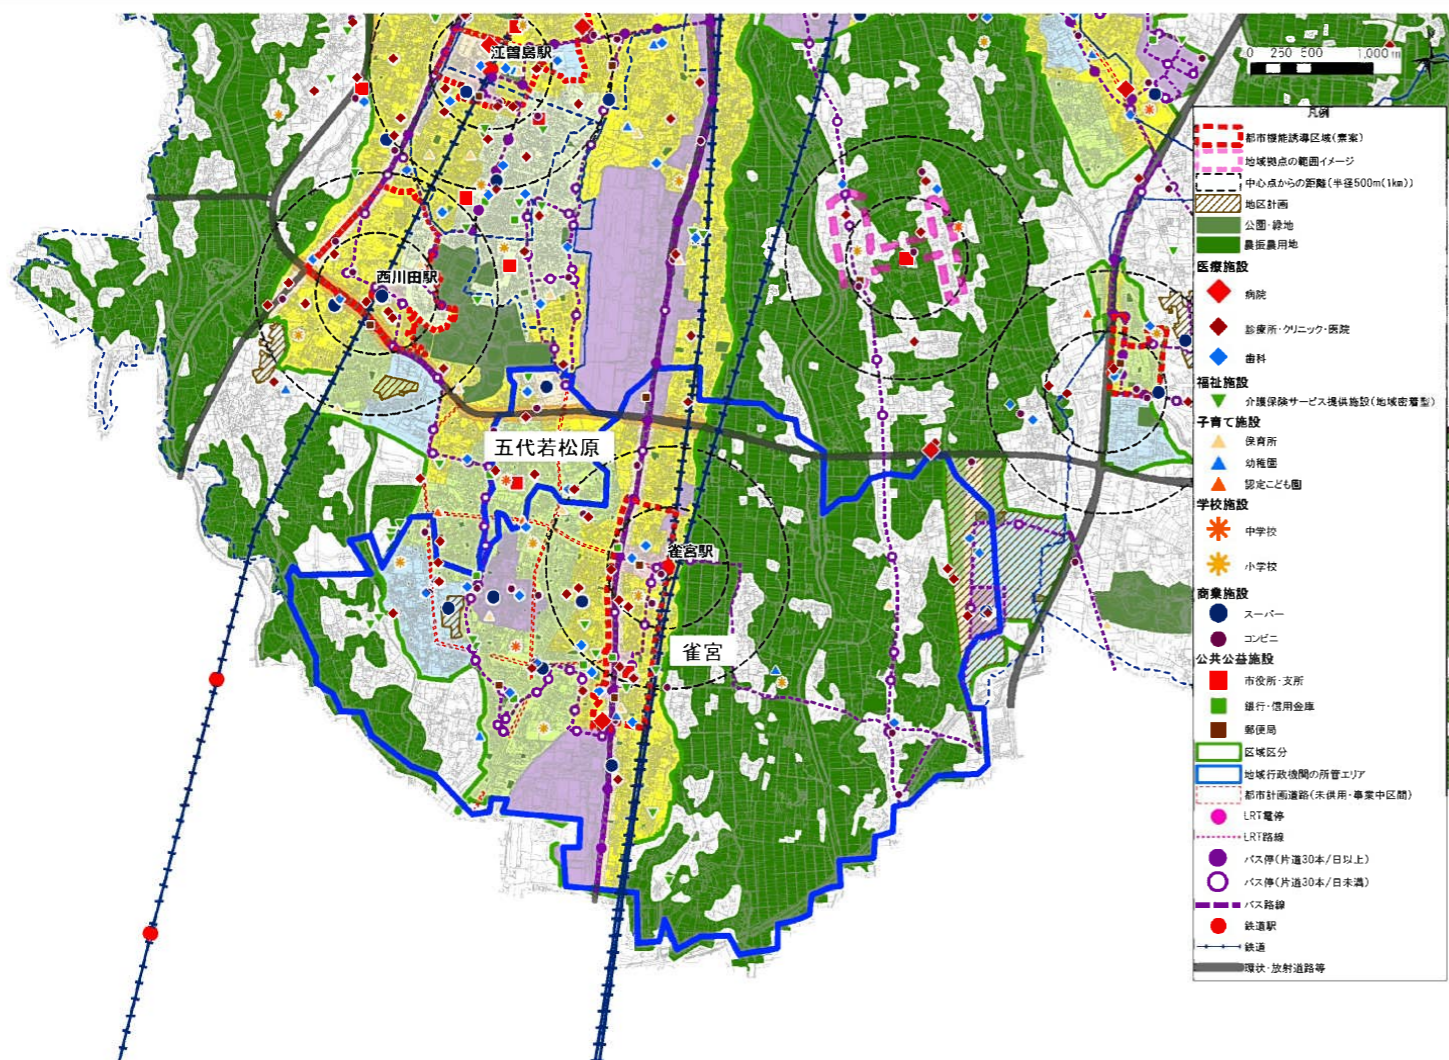 江曽島駅
西川田駅
五代若松原
雀宮駅
雀宮
0 250 500 1,000 m
凡例
都市機能誘導区域(素案)
地域拠点の範囲イメージ
中心点からの距離(半径500m(1km))
地区計画
公園・緑地
農振農用地
医療施設
病院
診療所・クリニック・医院
歯科
福祉施設
介護保険サービス提供施設(地域密着型)
子育て施設
保育所
幼稚園
認定こども園
学校施設
中学校
小学校
商業施設
スーパー
コンビニ
公共公益施設
市役所・支所
銀行・信用金庫
郵便局
区域区分
地域行政機関の所管エリア
都市計画道路(未供用・事業中区間)
LRT電停
LRT路線
バス停(片道30本/日以上)
バス停(片道30本/日未満)
バス路線
鉄道駅
鉄道
環状・放射道路等